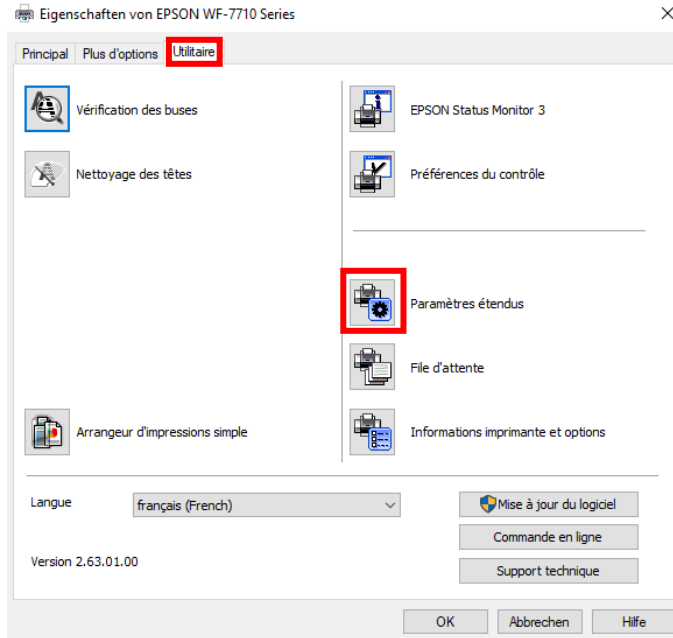 Eigenschaften von EPSON WF-7710 Series
Principal
Plus d'options
Utilitaire
Vérification des buses
EPSON Status Monitor 3
Nettoyage des têtes
Préférences du contrôle
Paramètres étendus
File d'attente
Arrangeur d'impressions simple
Informations imprimante et options
Langue
français (French)
Mise à jour du logiciel
Commande en ligne
Version 2.63.01.00
Support technique
OK
Abbrechen
Hilfe